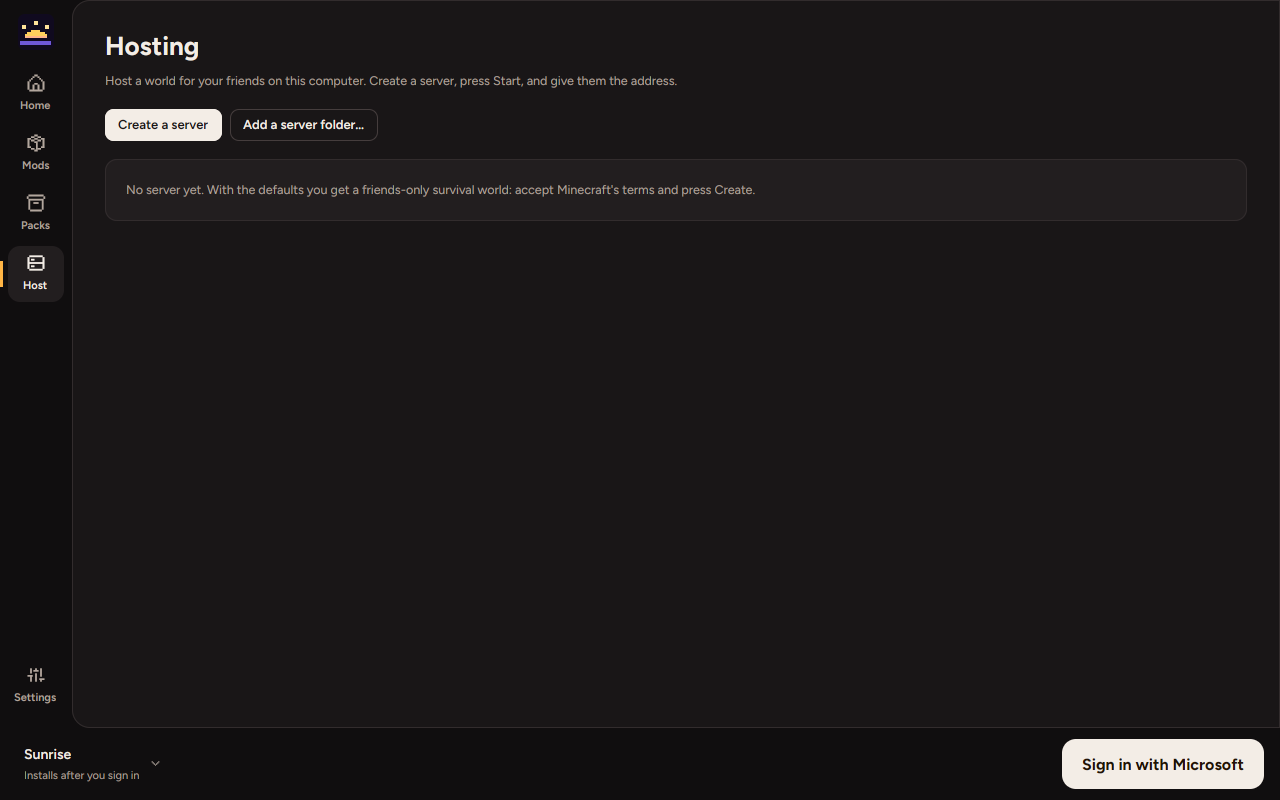 Home
Mods
Packs
Host
Settings
Hosting
Host a world for your friends on this computer. Create a server, press Start, and give them the address.
Create a server
Add a server folder...
No server yet. With the defaults you get a friends-only survival world: accept Minecraft's terms and press Create.
Sunrise
Installs after you sign in
Sign in with Microsoft